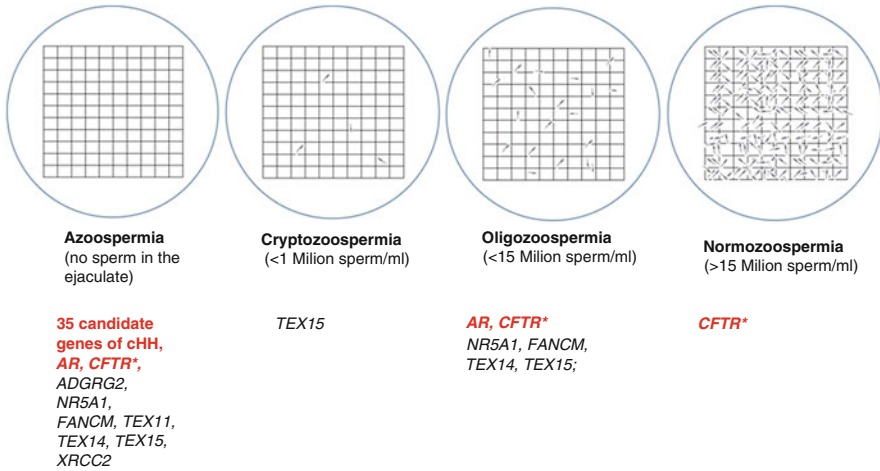 Azoospermia
(no sperm in the
ejaculate)
Cryptozoospermia
(<1 Milion sperm/ml)
Oligozoospermia
(<15 Milion sperm/ml)
Normozoospermia
(>15 Milion sperm/ml)
35 candidate
genes of cHH,
AR, CFTR*,
ADGRG2,
NR5A1,
FANCM, TEX11,
TEX14, TEX15,
XRCC2
TEX15
AR, CFTR*
NR5A1, FANCM,
TEX14, TEX15;
CFTR*